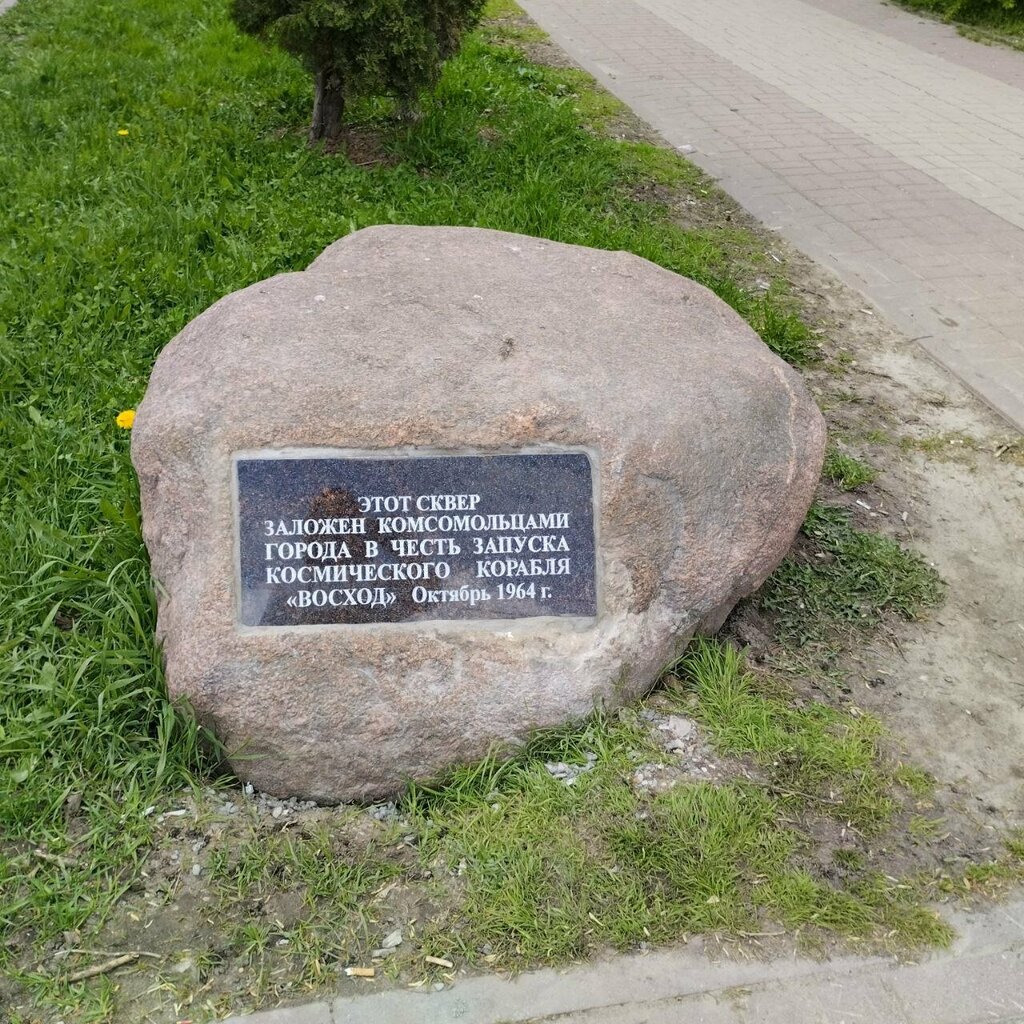 ЭТОТ СКВЕР
ЗАЛОЖЕН КОМСОМОЛЬЦАМИ
ГОРОДА В ЧЕСТЬ ЗАПУСКА
КОСМИЧЕСКОГО КОРАБЛЯ
«ВОСХОД» Октябрь 1964 г.